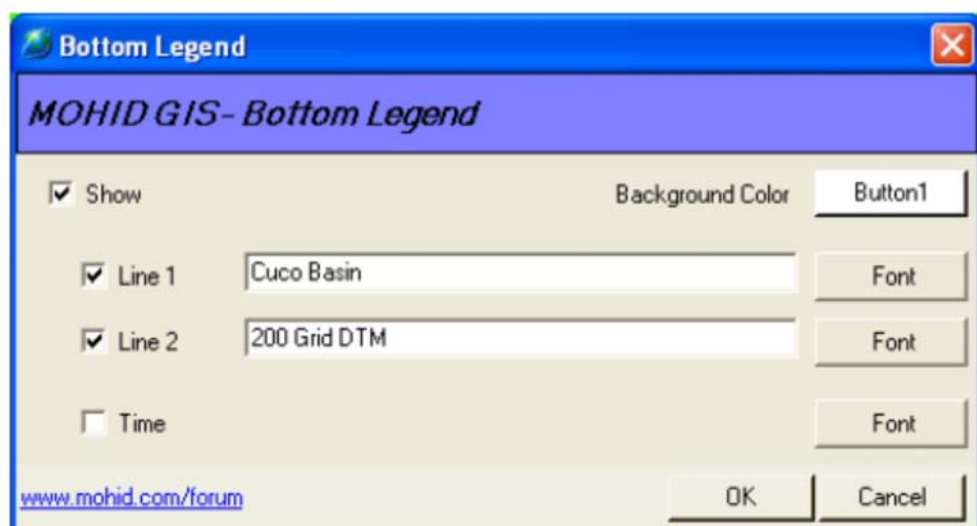 Bottom Legend
MOHID GIS- Bottom Legend
Show Background Color Button1
Line 1 Cuco Basin Font
Line 2 200 Grid DTM Font
Time Font
www.mohid.com/forum OK Cancel